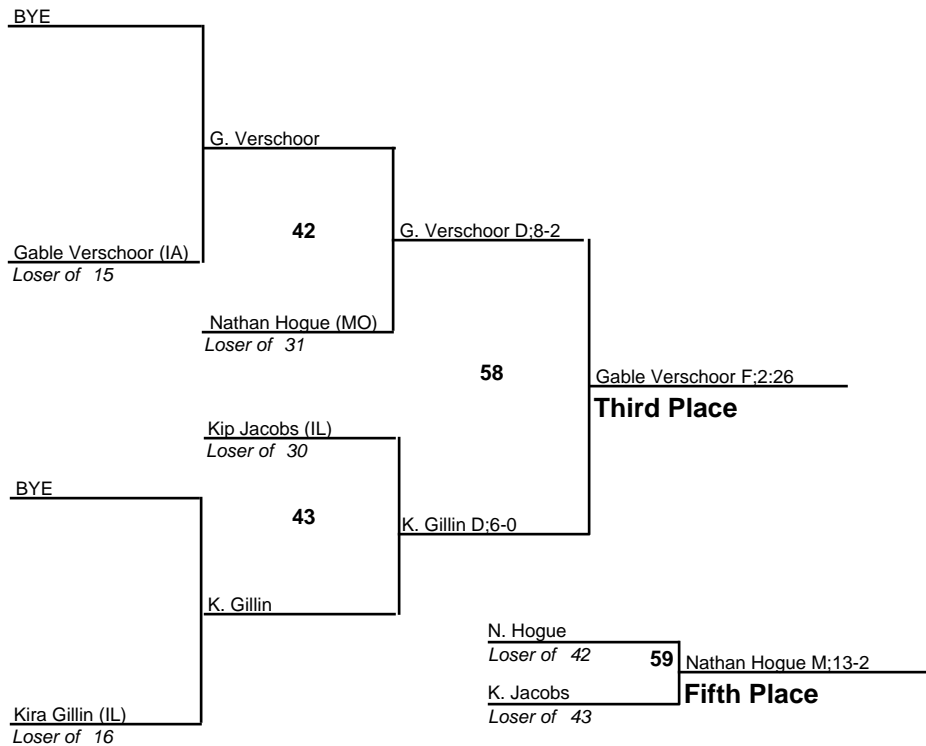 BYE
G. Verschoor
42
G. Verschoor D;8-2
Gable Verschoor (IA)
Loser of 15
Nathan Hogue (MO)
Loser of 31
58
Gable Verschoor F;2:26
Third Place
Kip Jacobs (IL)
Loser of 30
BYE
43
K. Gillin D;6-0
K. Gillin
N. Hogue
Loser of 42
59
Nathan Hogue M;13-2
Fifth Place
K. Jacobs
Loser of 43
Kira Gillin (IL)
Loser of 16